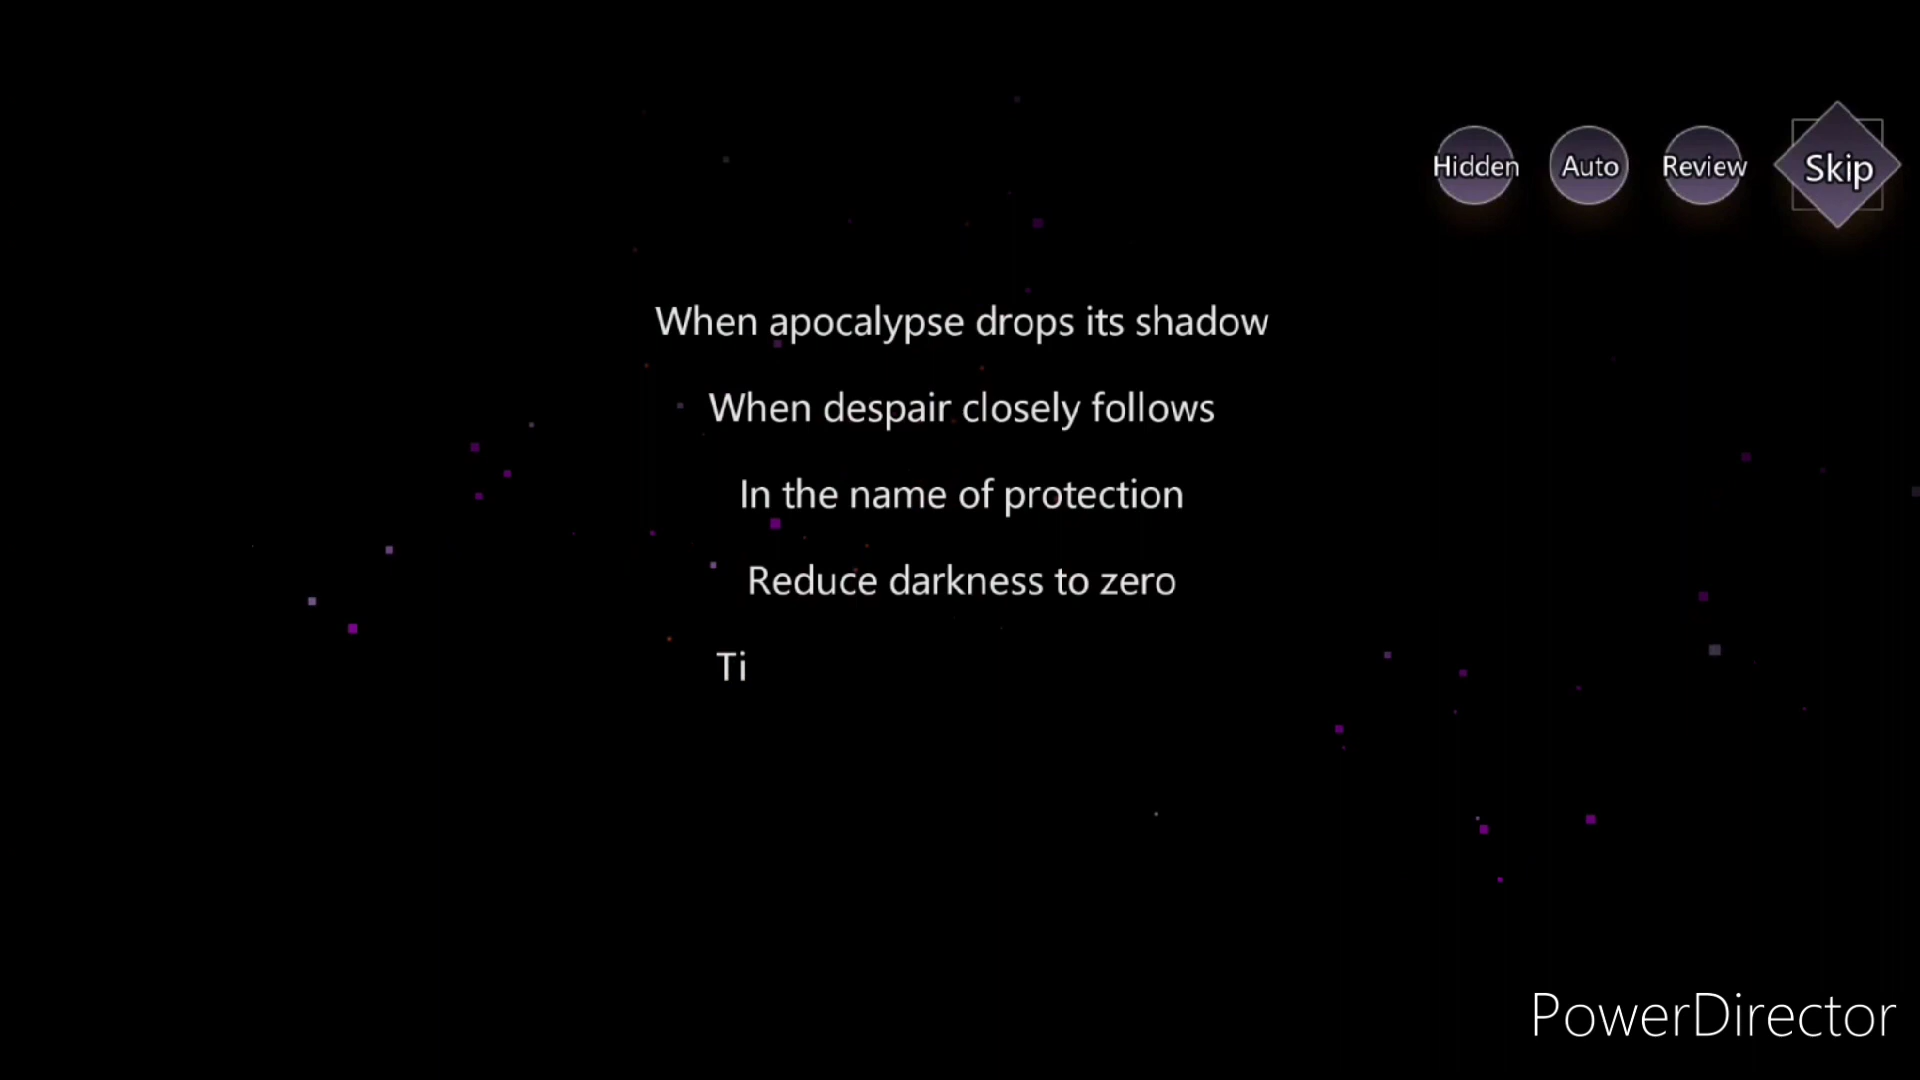 Hidden Auto Review Skip
When apocalypse drops its shadow
When despair closely follows
In the name of protection
Reduce darkness to zero
Ti
PowerDirector